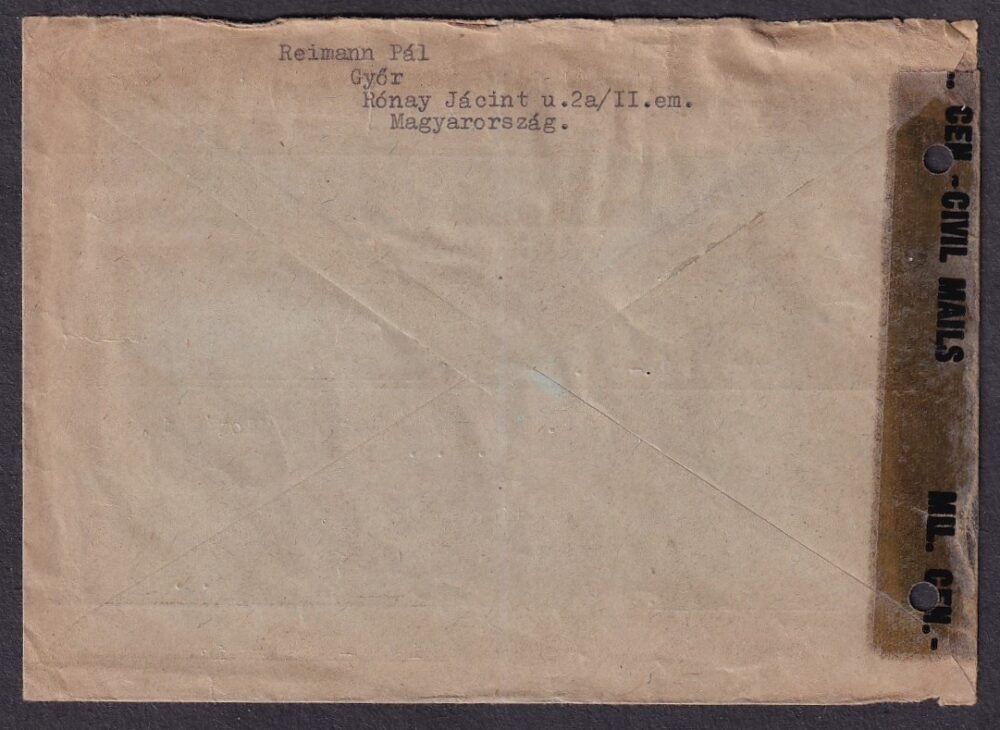 Reimann Pál
Győr
Rónay Jácint u.2a/II.em.
Magyarország.
. CEN -CIVIL MAILS
MIL. CEN.-